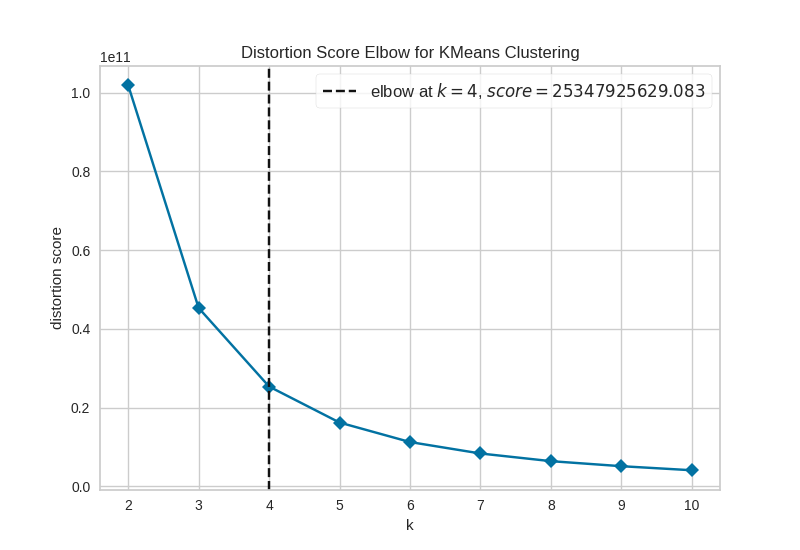 Distortion Score Elbow for KMeans Clustering
1e11
elbow at k = 4, score = 25347925629.083
1.0
0.8
0.6
0.4
0.2
0.0
distortion score
2 3 4 5 6 7 8 9 10
k